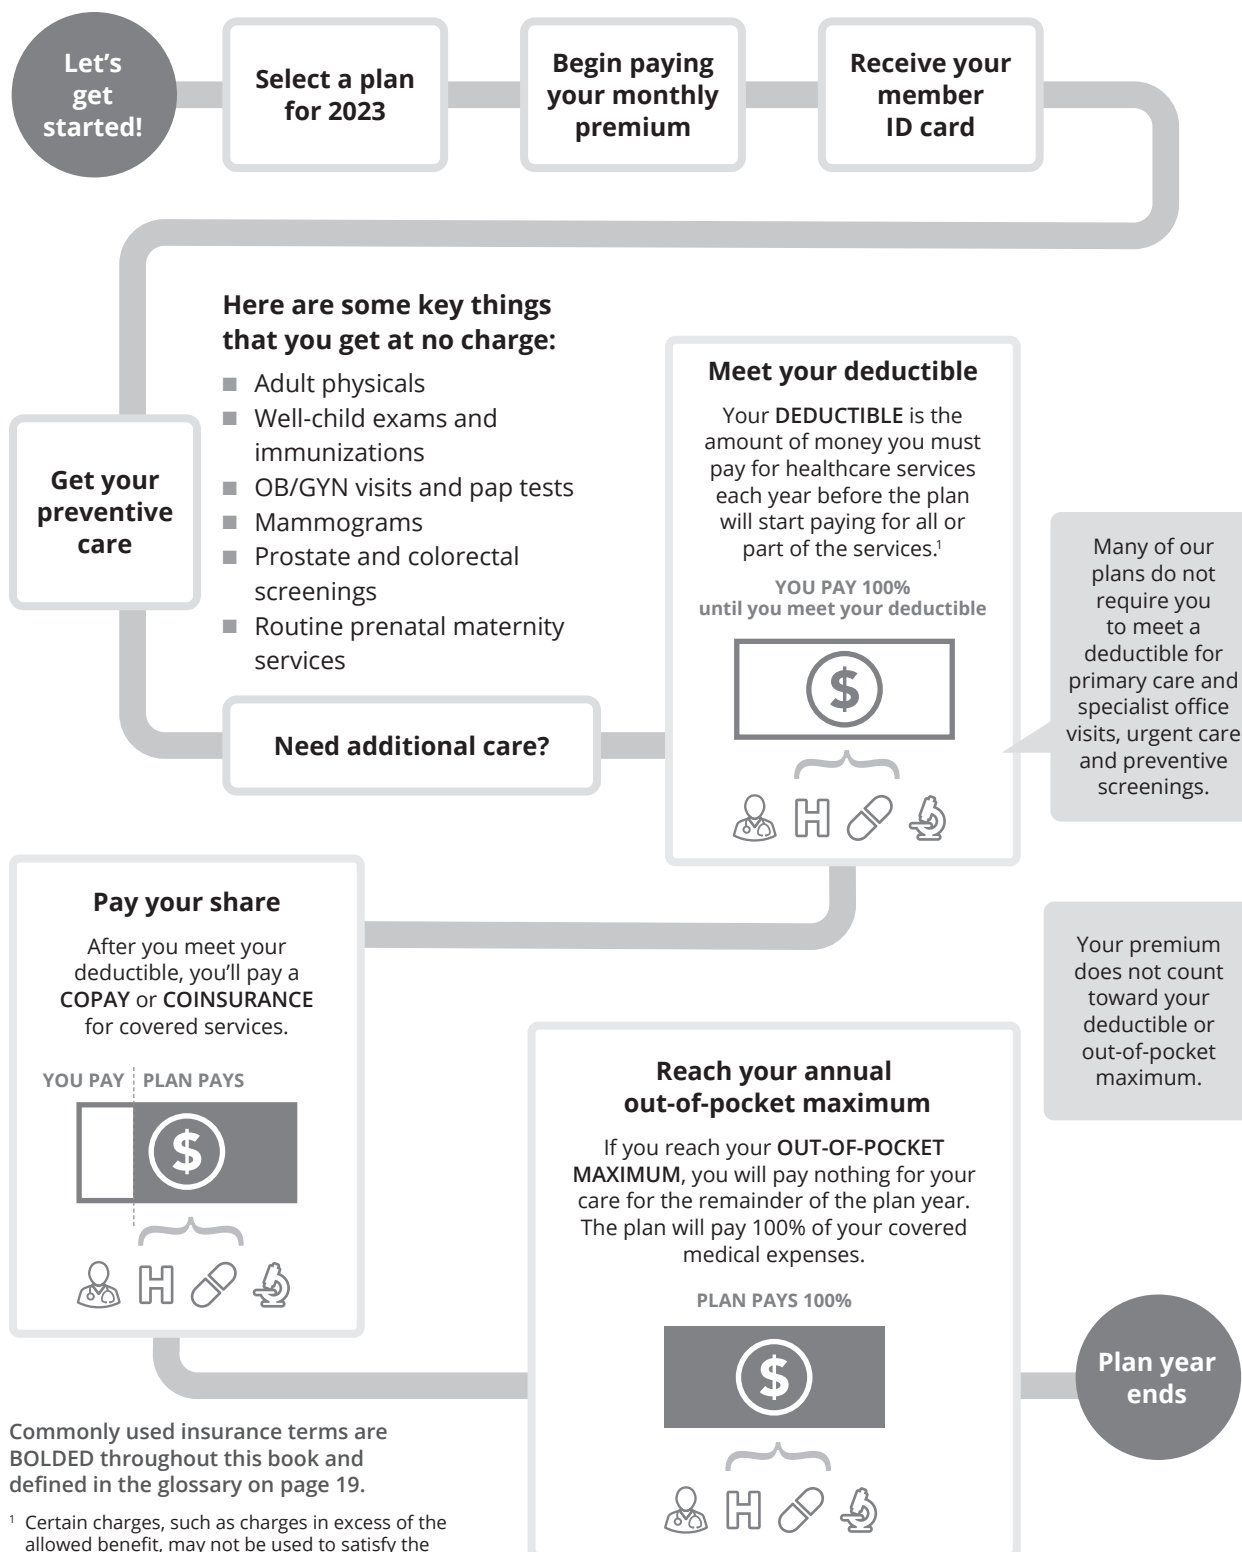 Let's
get
started!
Select a plan
for 2023
Begin paying
your monthly
premium
Receive your
member
ID card
Get your
preventive
care
Here are some key things
that you get at no charge:
■ Adult physicals
■ Well-child exams and
immunizations
■ OB/GYN visits and pap tests
■ Mammograms
■ Prostate and colorectal
screenings
■ Routine prenatal maternity
services
Need additional care?
Meet your deductible
Your DEDUCTIBLE is the
amount of money you must
pay for healthcare services
each year before the plan
will start paying for all or
part of the services.¹
YOU PAY 100%
until you meet your deductible
$
H
Many of our
plans do not
require you
to meet a
deductible for
primary care and
specialist office
visits, urgent care
and preventive
screenings.
Pay your share
After you meet your
deductible, you'll pay a
COPAY or COINSURANCE
for covered services.
YOU PAY PLAN PAYS
$
H
Your premium
does not count
toward your
deductible or
out-of-pocket
maximum.
Reach your annual
out-of-pocket maximum
If you reach your OUT-OF-POCKET
MAXIMUM, you will pay nothing for your
care for the remainder of the plan year.
The plan will pay 100% of your covered
medical expenses.
PLAN PAYS 100%
$
H
Plan year
ends
Commonly used insurance terms are
BOLDED throughout this book and
defined in the glossary on page 19.
¹ Certain charges, such as charges in excess of the
allowed benefit, may not be used to satisfy the